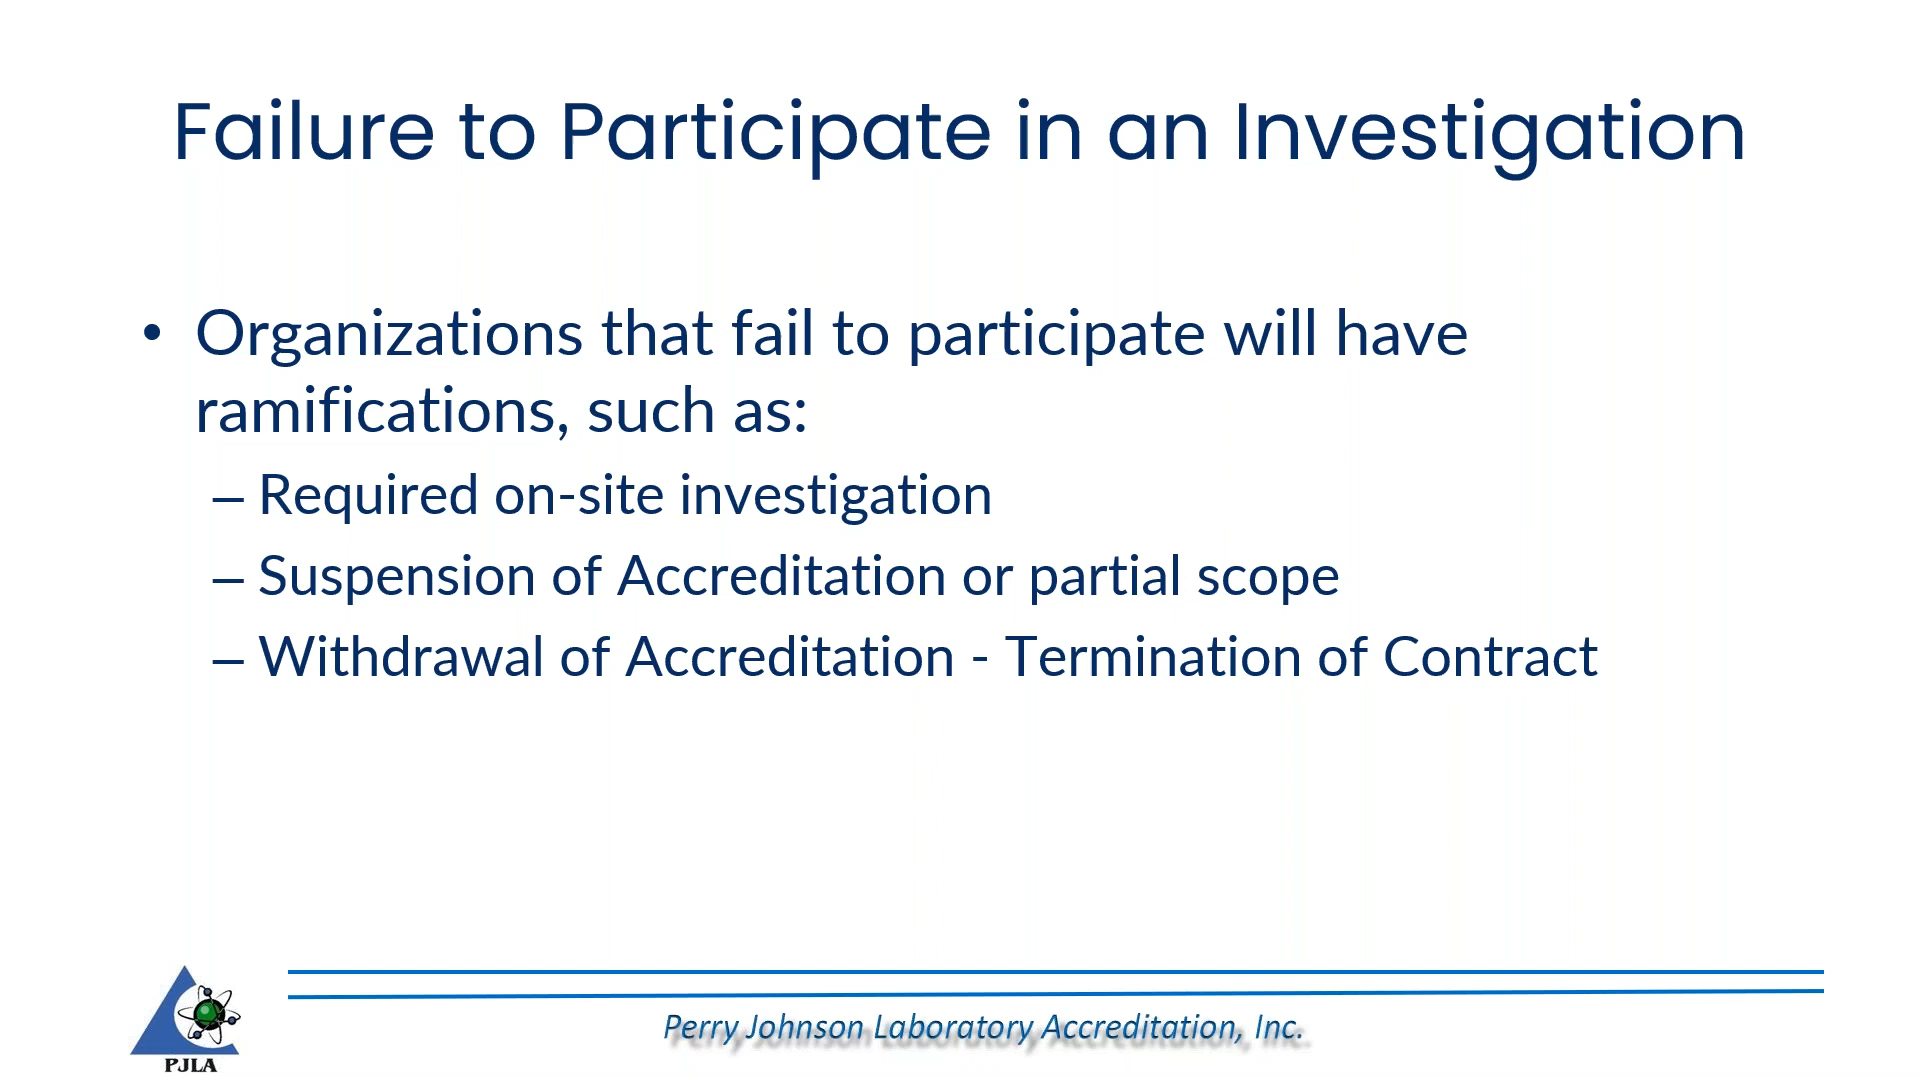 Failure to Participate in an Investigation
• Organizations that fail to participate will have
ramifications, such as:
– Required on-site investigation
– Suspension of Accreditation or partial scope
– Withdrawal of Accreditation - Termination of Contract
Perry Johnson Laboratory Accreditation, Inc.
PJLA